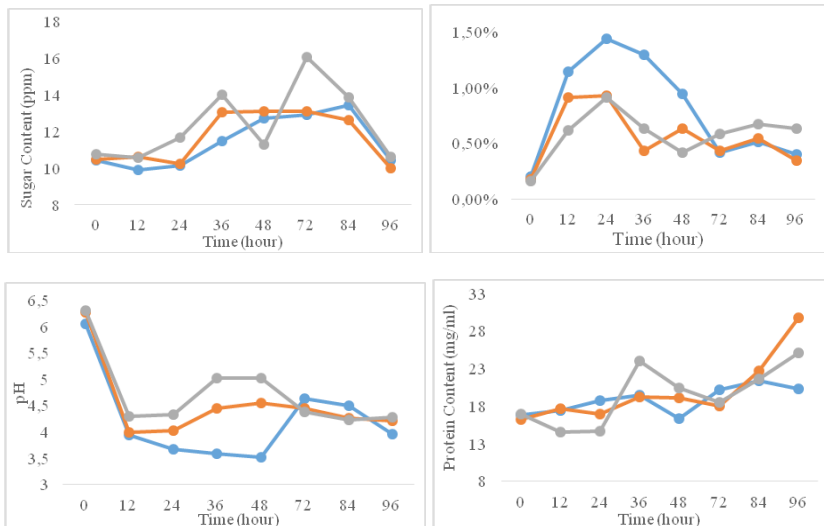 18
16
14
12
10
8
Sugar Content (ppm)
0 12 24 36 48 72 84 96
Time (hour)
1,50%
1,00%
0,50%
0,00%
0 12 24 36 48 72 84 96
Time (hour)
6,5
6
5,5
5
4,5
4
3,5
3
pH
0 12 24 36 48 72 84 96
Time (hour)
33
28
23
18
13
8
Protein Content (mg/ml)
0 12 24 36 48 72 84 96
Time (hour)